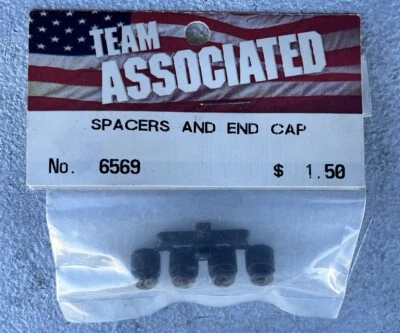 TEAM
ASSOCIATED
SPACERS AND END CAP
No. 6569 $ 1.50